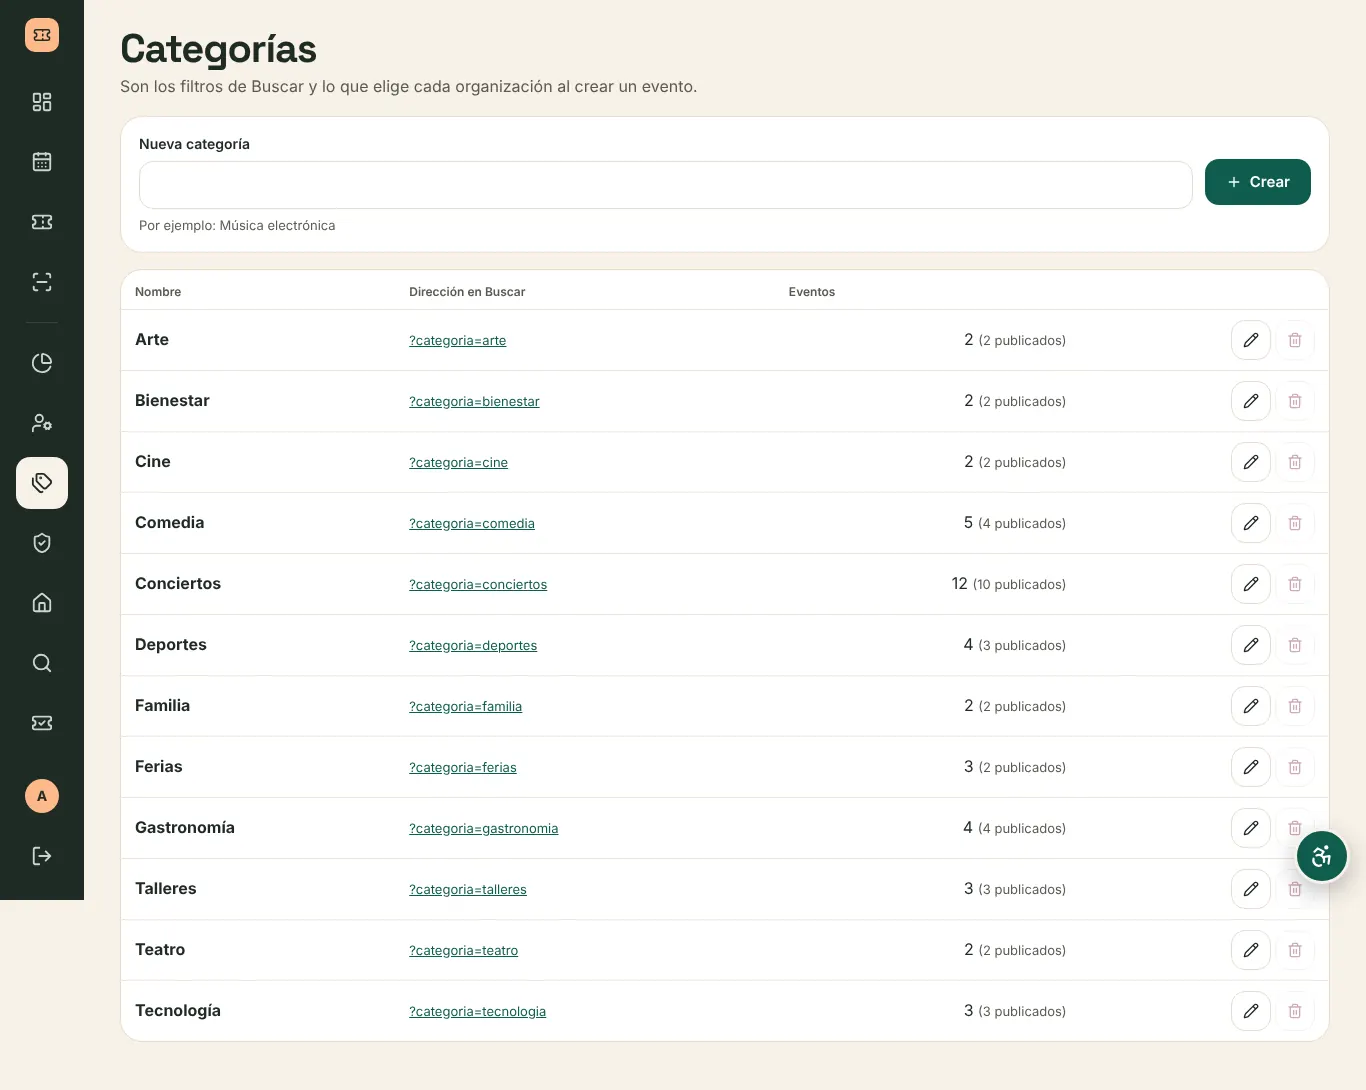 Categorías
Son los filtros de Buscar y lo que elige cada organización al crear un evento.
Nueva categoría
+ Crear
Por ejemplo: Música electrónica
Nombre Dirección en Buscar Eventos
Arte ?categoria=arte 2 (2 publicados)
Bienestar ?categoria=bienestar 2 (2 publicados)
Cine ?categoria=cine 2 (2 publicados)
Comedia ?categoria=comedia 5 (4 publicados)
Conciertos ?categoria=conciertos 12 (10 publicados)
Deportes ?categoria=deportes 4 (3 publicados)
Familia ?categoria=familia 2 (2 publicados)
Ferias ?categoria=ferias 3 (2 publicados)
Gastronomía ?categoria=gastronomia 4 (4 publicados)
Talleres ?categoria=talleres 3 (3 publicados)
Teatro ?categoria=teatro 2 (2 publicados)
Tecnología ?categoria=tecnologia 3 (3 publicados)
A